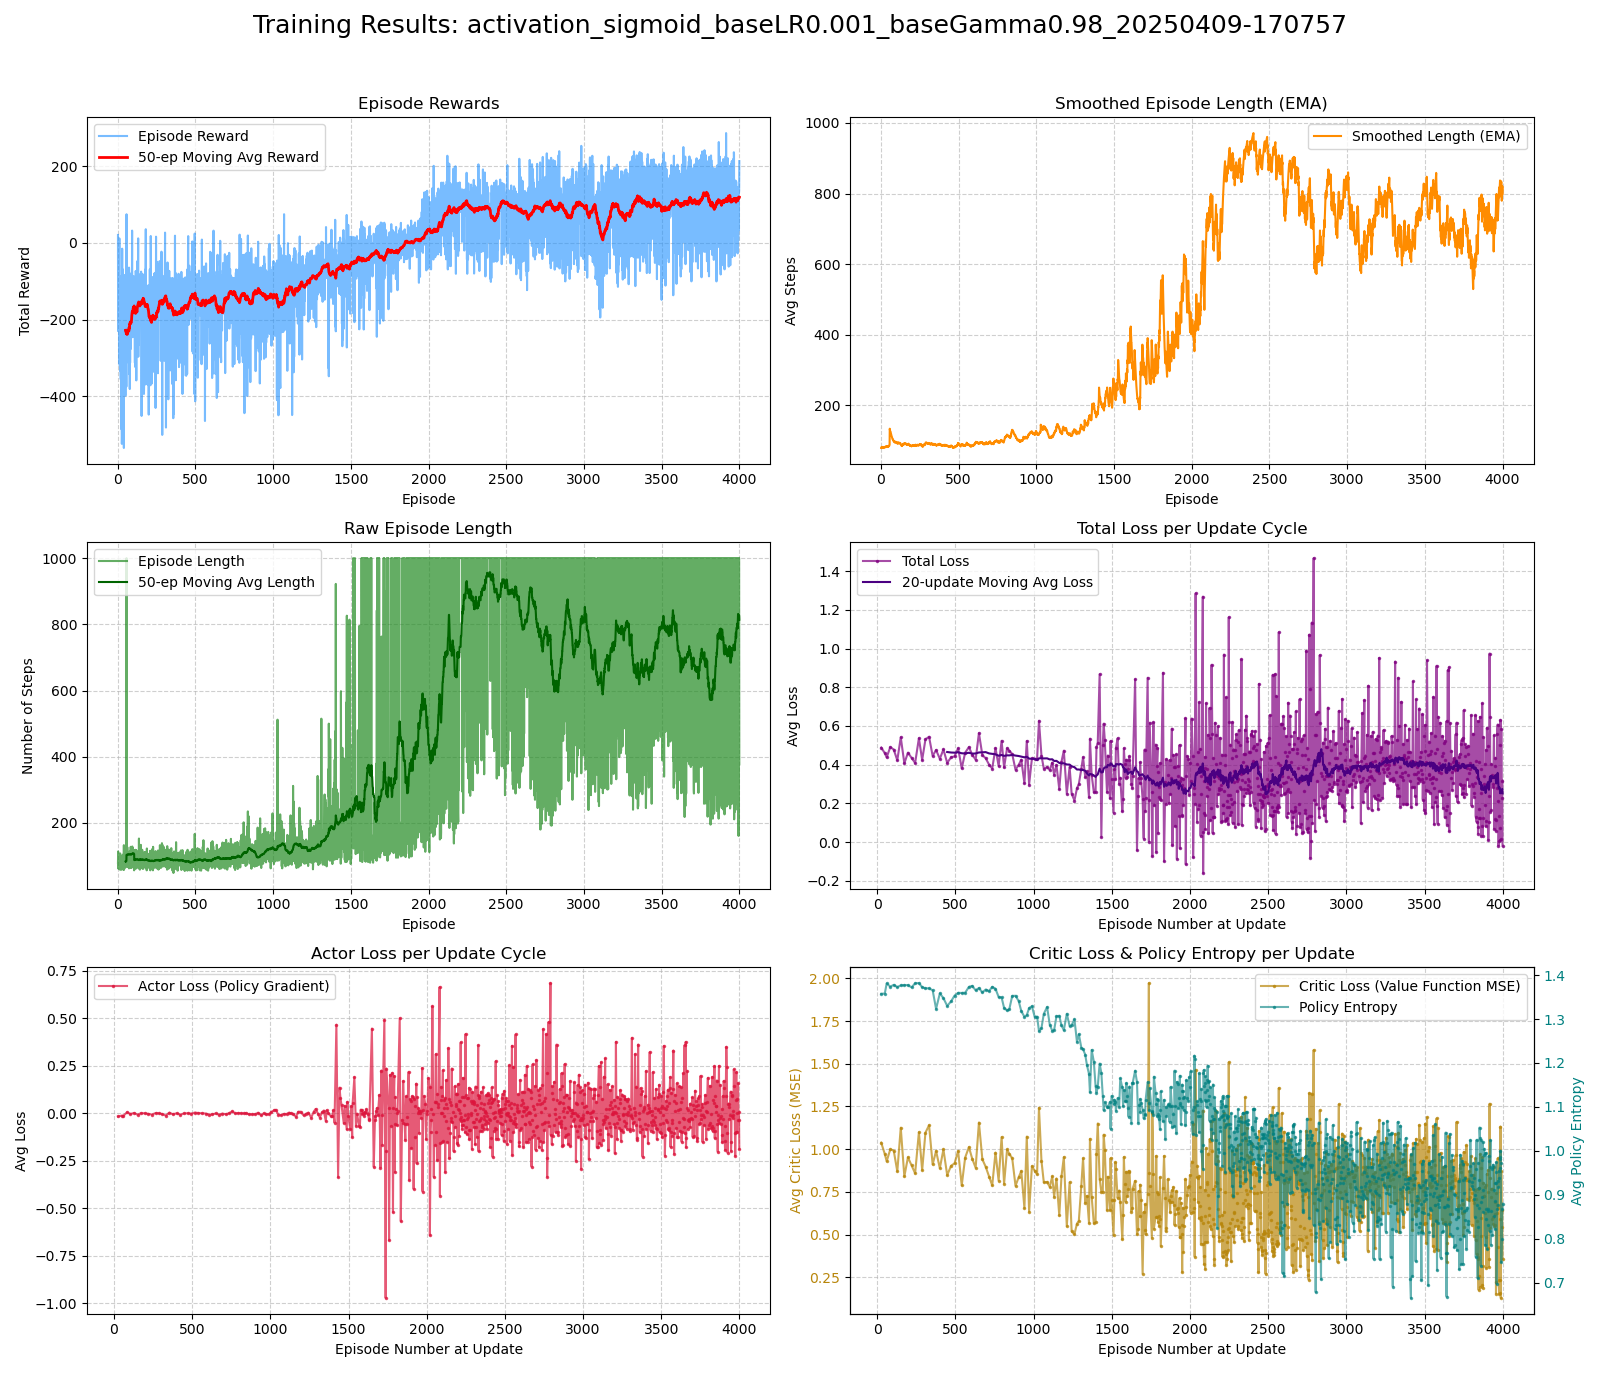 Training Results: activation_sigmoid_baseLR0.001_baseGamma0.98_20250409-170757
Episode Rewards
Episode Reward
50-ep Moving Avg Reward
Total Reward
200
0
−200
−400
0 500 1000 1500 2000 2500 3000 3500 4000
Episode
Smoothed Episode Length (EMA)
Smoothed Length (EMA)
Avg Steps
1000
800
600
400
200
0 500 1000 1500 2000 2500 3000 3500 4000
Episode
Raw Episode Length
Episode Length
50-ep Moving Avg Length
Number of Steps
1000
800
600
400
200
0 500 1000 1500 2000 2500 3000 3500 4000
Episode
Total Loss per Update Cycle
Total Loss
20-update Moving Avg Loss
Avg Loss
1.4
1.2
1.0
0.8
0.6
0.4
0.2
0.0
−0.2
0 500 1000 1500 2000 2500 3000 3500 4000
Episode Number at Update
Actor Loss per Update Cycle
Actor Loss (Policy Gradient)
Avg Loss
0.75
0.50
0.25
0.00
−0.25
−0.50
−0.75
−1.00
0 500 1000 1500 2000 2500 3000 3500 4000
Episode Number at Update
Critic Loss & Policy Entropy per Update
Critic Loss (Value Function MSE)
Policy Entropy
Avg Critic Loss (MSE)
2.00
1.75
1.50
1.25
1.00
0.75
0.50
0.25
0 500 1000 1500 2000 2500 3000 3500 4000
Episode Number at Update
1.4
1.3
1.2
1.1
1.0
0.9
0.8
0.7
Avg Policy Entropy